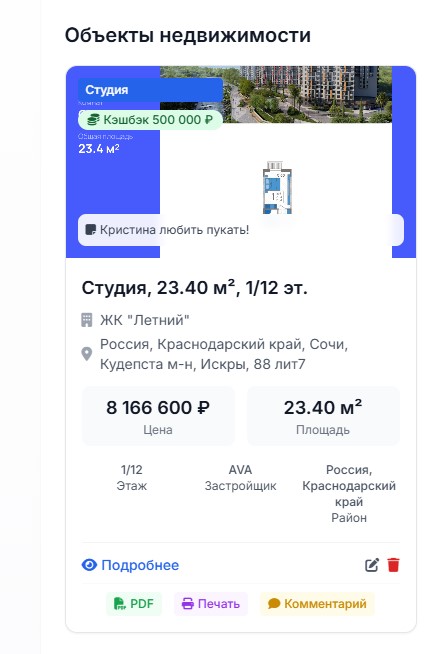 Объекты недвижимости
Студия
Кэшбэк 500 000 ₽
Общая площадь
23.4 м²
Кристина любить пукать!
Студия, 23.40 м², 1/12 эт.
ЖК "Летний"
Россия, Краснодарский край, Сочи,
Кудепста м-н, Искры, 88 лит7
8 166 600 ₽
Цена
23.40 м²
Площадь
1/12
Этаж
AVA
Застройщик
Россия,
Краснодарский
край
Район
Подробнее
PDF
Печать
Комментарий